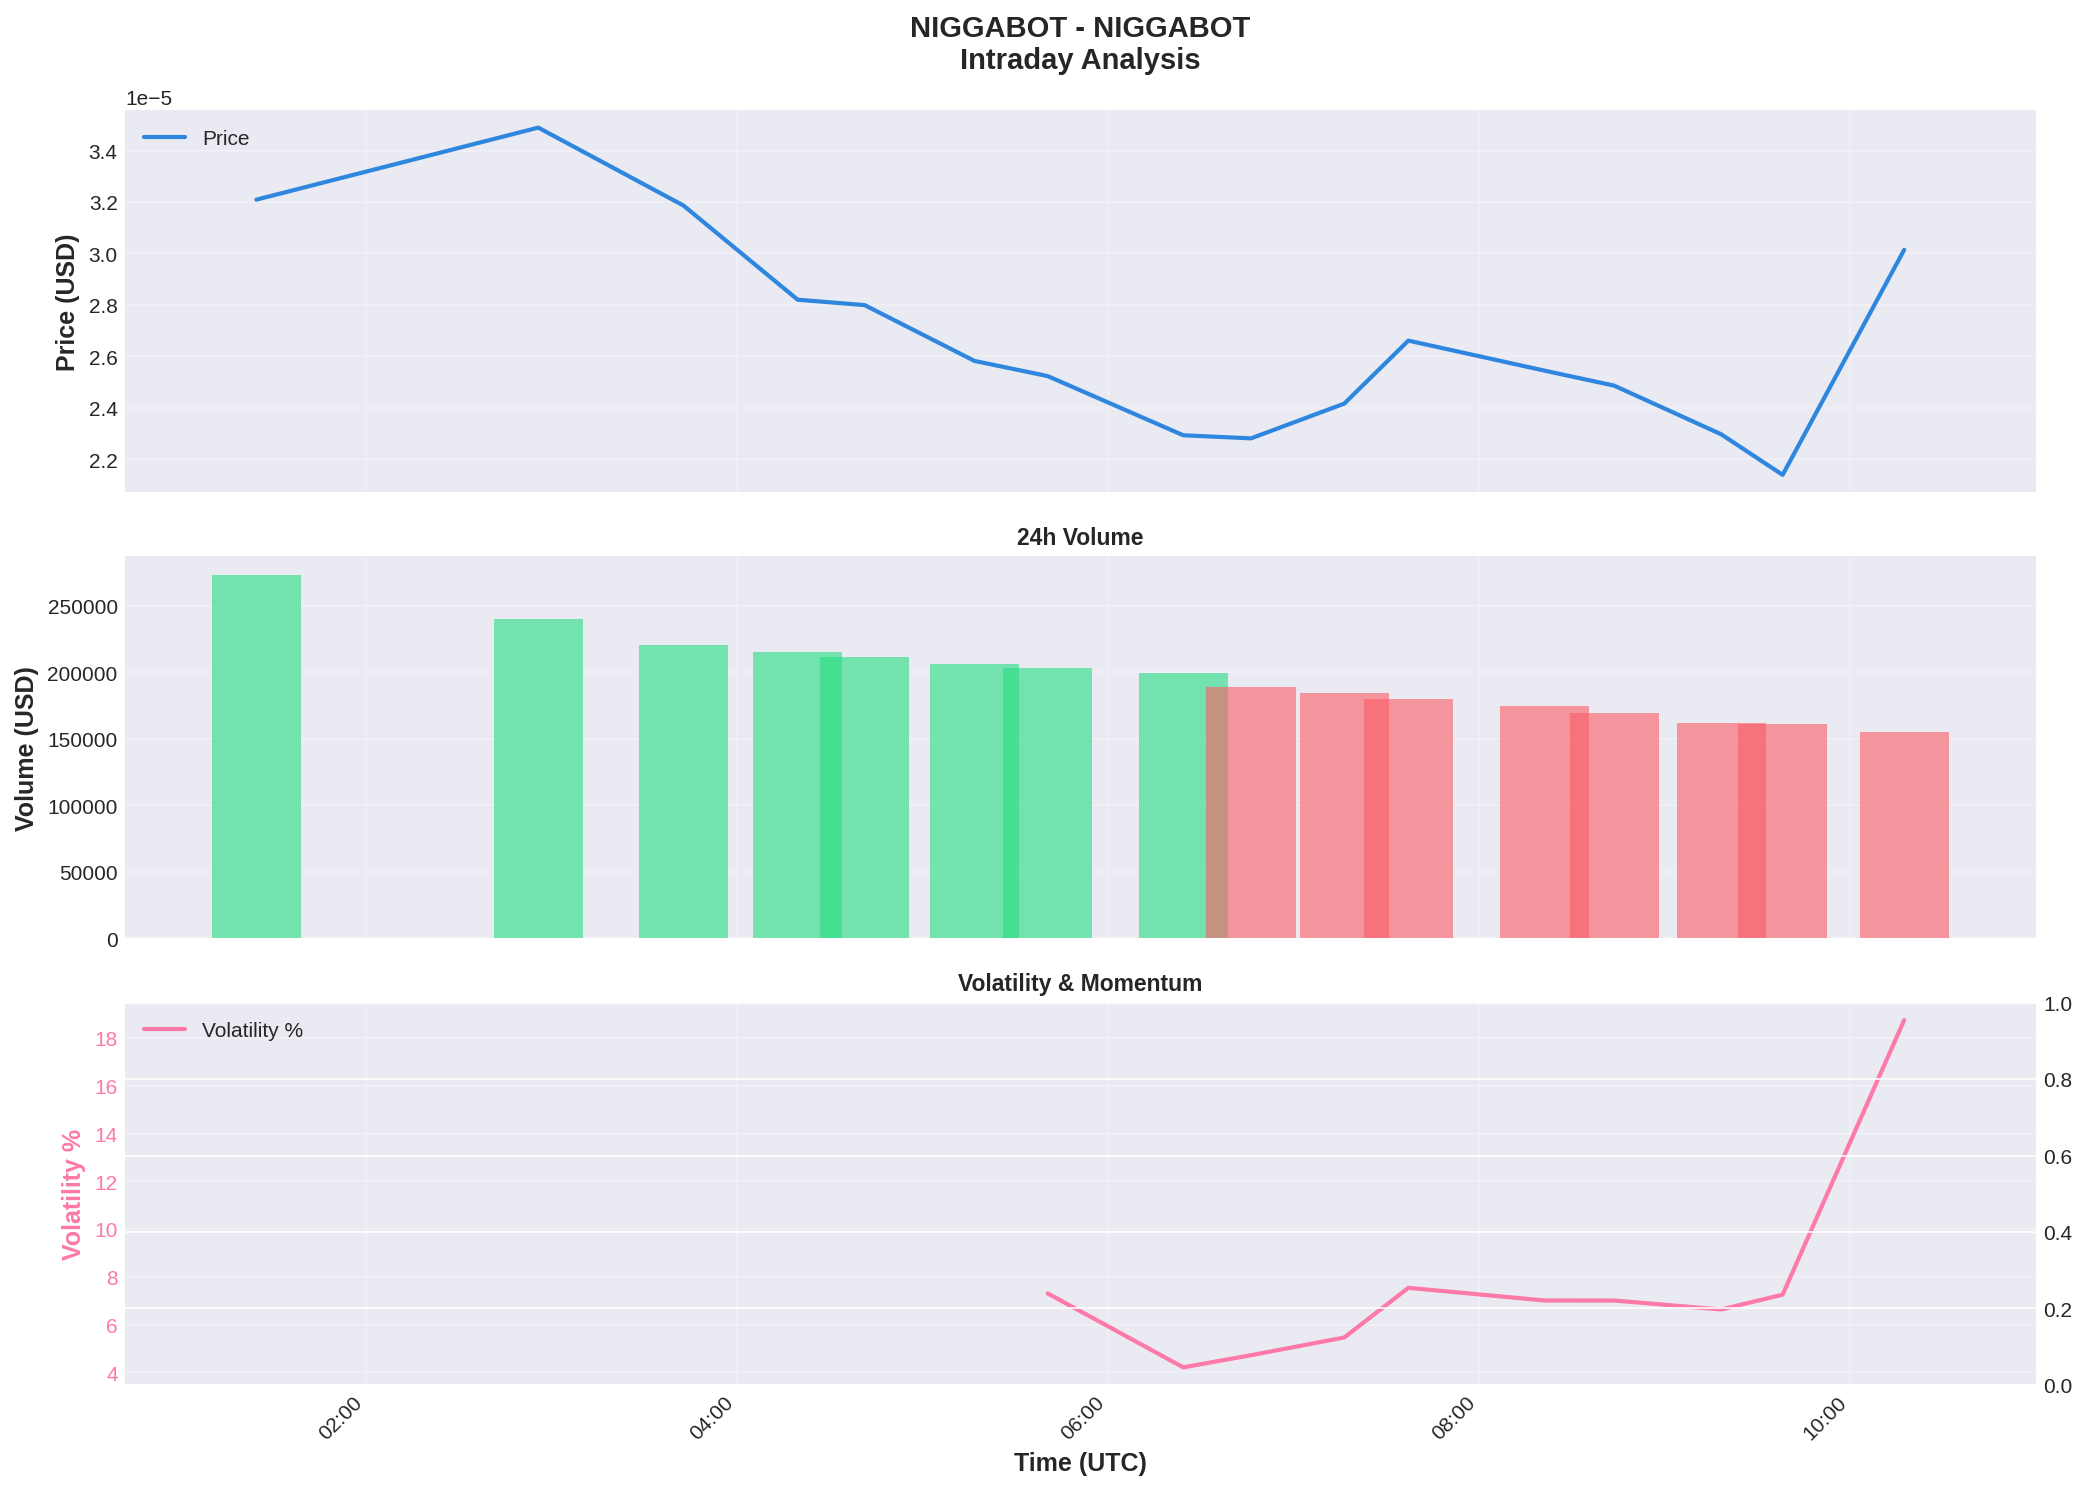 NIGGABOT - NIGGABOT
Intraday Analysis
1e−5
Price
Price (USD)
3.4
3.2
3.0
2.8
2.6
2.4
2.2
24h Volume
Volume (USD)
250000
200000
150000
100000
50000
0
Volatility & Momentum
Volatility %
Volatility %
18
16
14
12
10
8
6
4
1.0
0.8
0.6
0.4
0.2
0.0
02:00
04:00
06:00
08:00
10:00
Time (UTC)